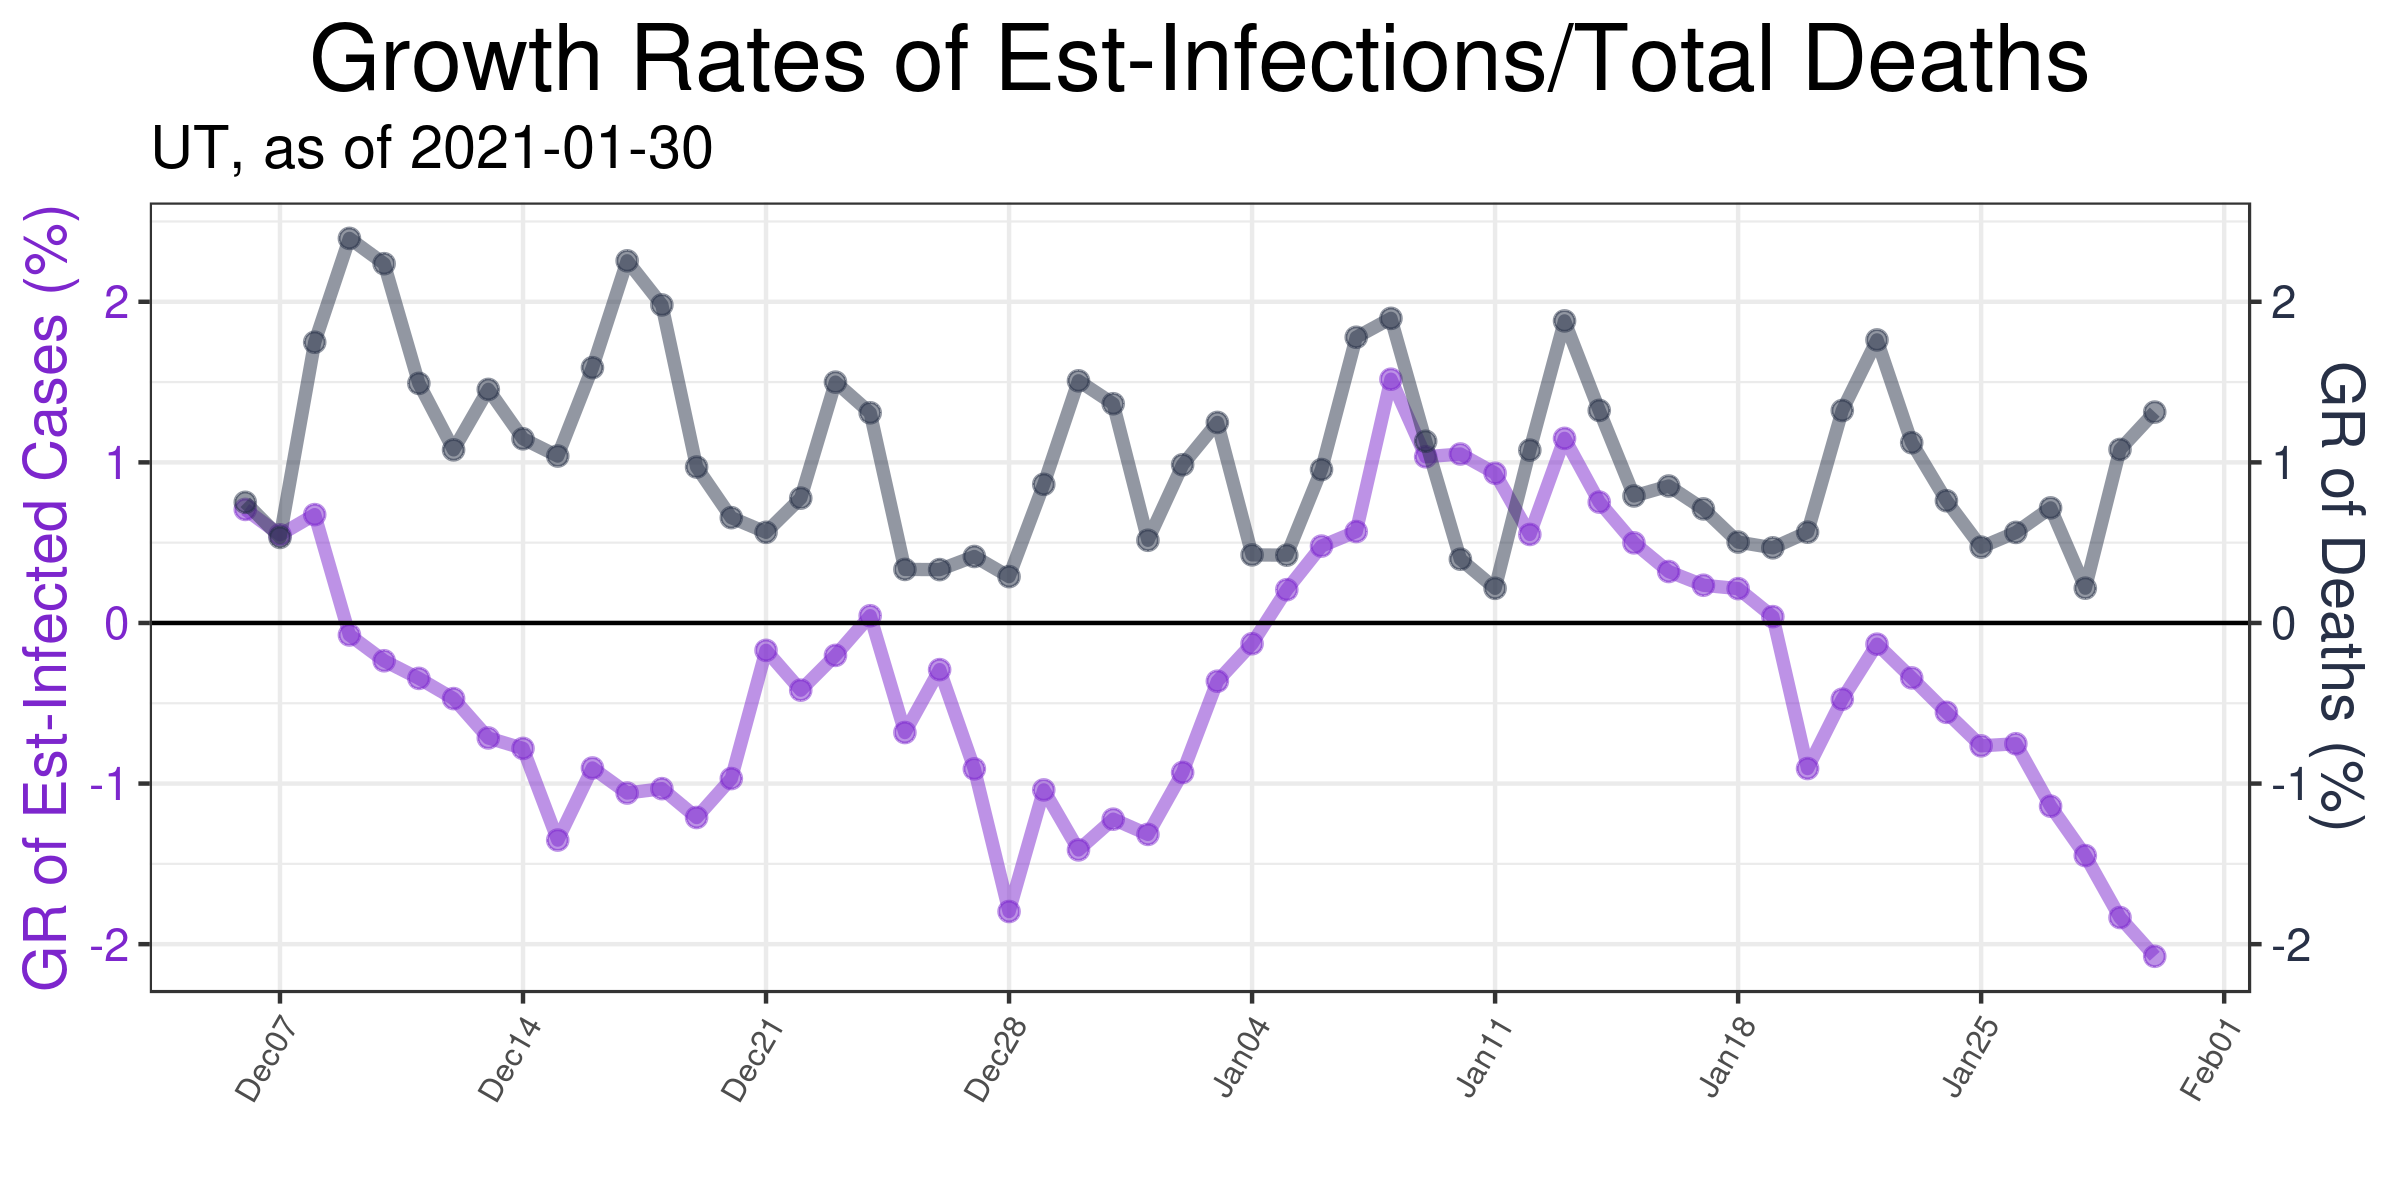 Growth Rates of Est-Infections/Total Deaths
UT, as of 2021-01-30
GR of Est-Infected Cases (%)
2
1
0
-1
-2
2
1
0
-1
-2
GR of Deaths (%)
Dec07
Dec14
Dec21
Dec28
Jan04
Jan11
Jan18
Jan25
Feb01